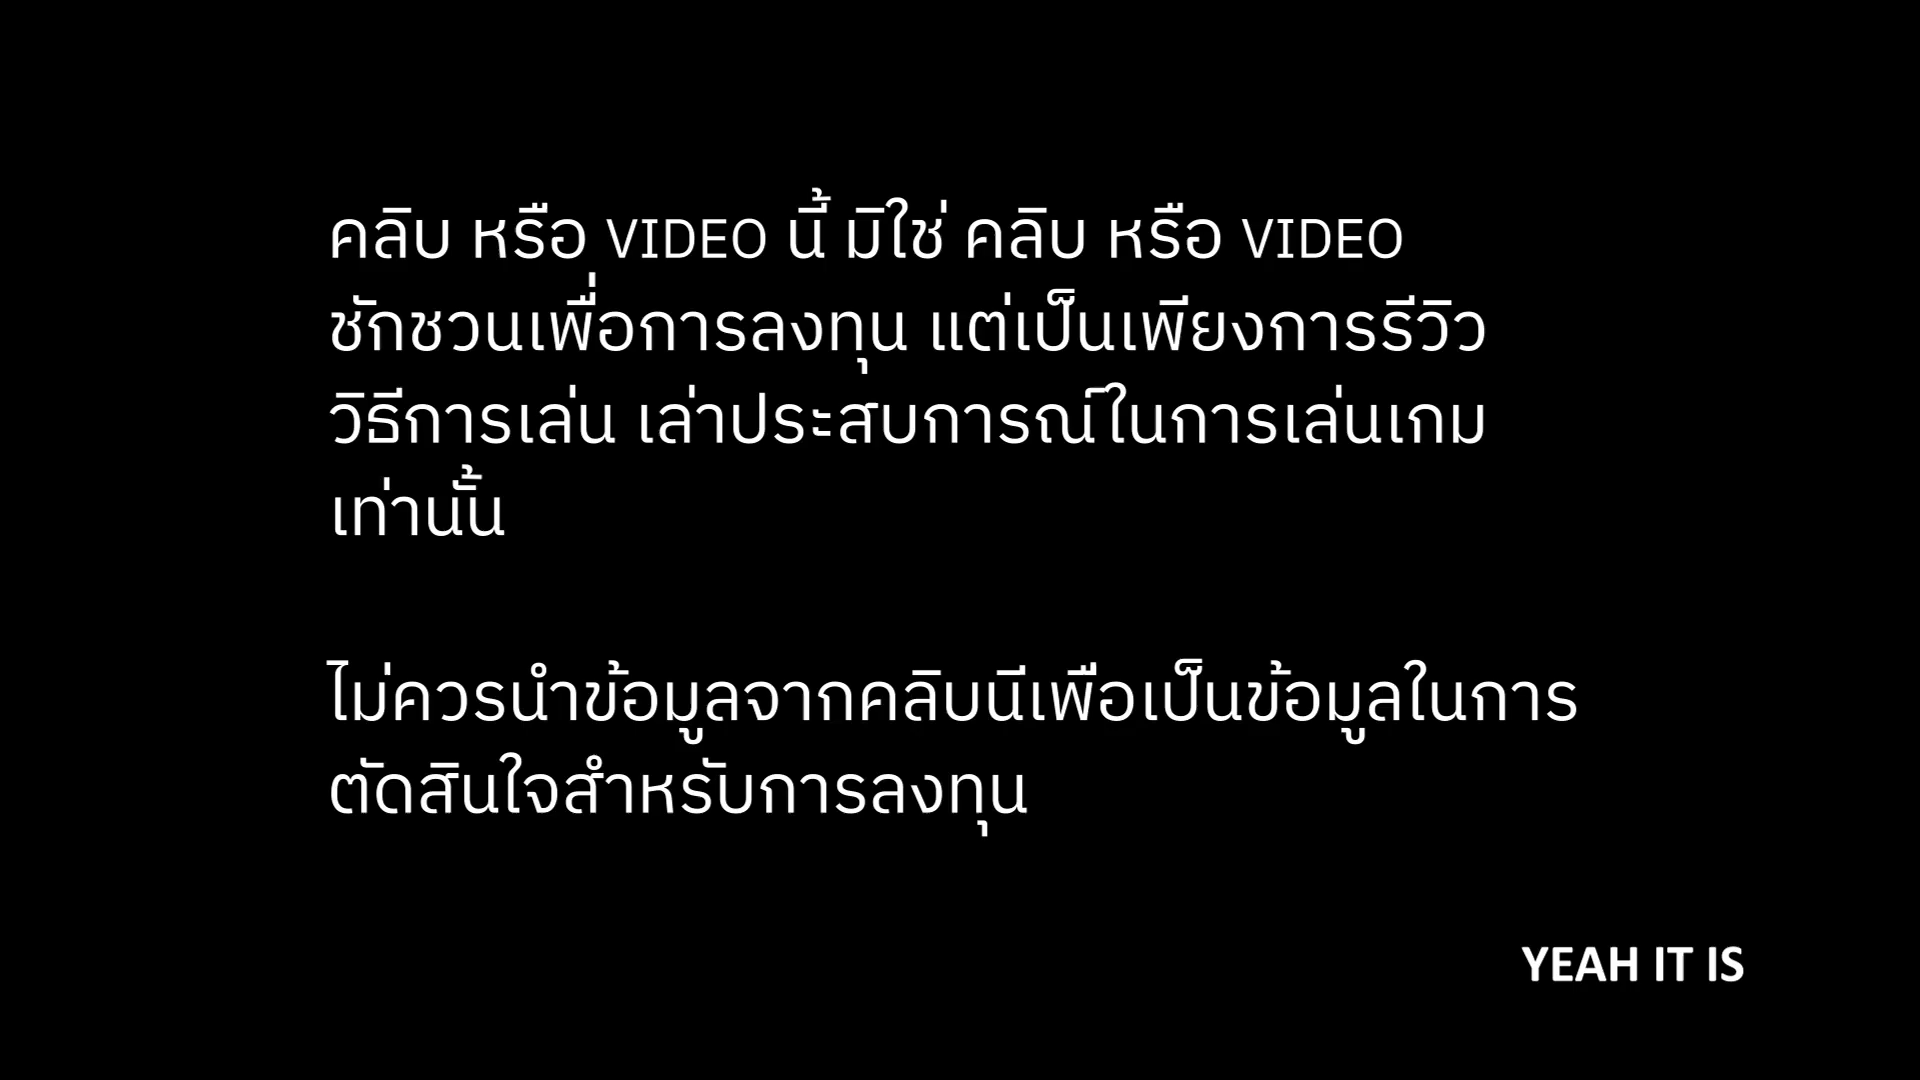 คลิบ หรือ VIDEO นี้ มิใช่ คลิบ หรือ VIDEO
ชักชวนเพื่อการลงทุน แต่เป็นเพียงการรีวิว
วิธีการเล่น เล่าประสบการณ์ในการเล่นเกม
เท่านั้น
ไม่ควรนำข้อมูลจากคลิบนีเพือเป็นข้อมูลในการ
ตัดสินใจสำหรับการลงทุน
YEAH IT IS